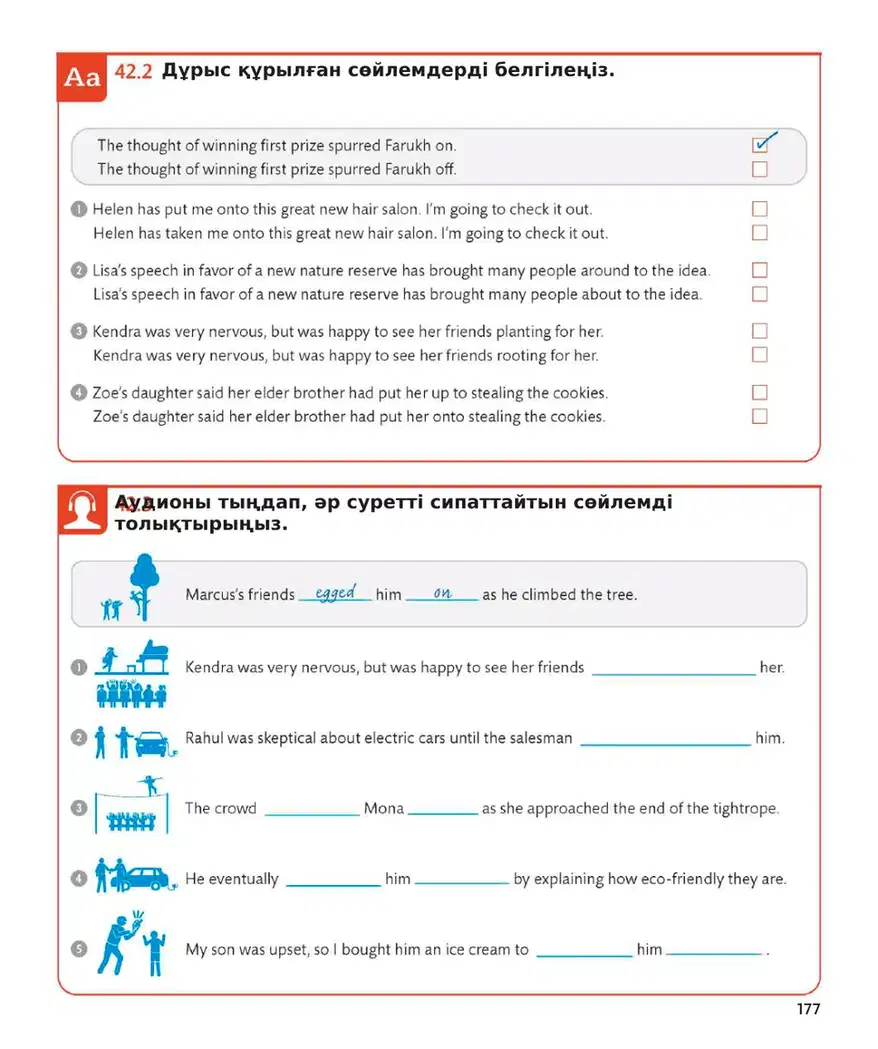 Aa 42.2 Дұрыс құрылған сөйлемдерді белгілеңіз.
The thought of winning first prize spurred Farukh on.
The thought of winning first prize spurred Farukh off.
1 Helen has put me onto this great new hair salon. I'm going to check it out.
Helen has taken me onto this great new hair salon. I'm going to check it out.
2 Lisa's speech in favor of a new nature reserve has brought many people around to the idea.
Lisa's speech in favor of a new nature reserve has brought many people about to the idea.
3 Kendra was very nervous, but was happy to see her friends planting for her.
Kendra was very nervous, but was happy to see her friends rooting for her.
4 Zoe's daughter said her elder brother had put her up to stealing the cookies.
Zoe's daughter said her elder brother had put her onto stealing the cookies.
42.3 Аудионы тыңдап, әр суретті сипаттайтын сөйлемді
толықтырыңыз.
Marcus's friends egged him on as he climbed the tree.
1 Kendra was very nervous, but was happy to see her friends ____ her.
2 Rahul was skeptical about electric cars until the salesman ____ him.
3 The crowd ____ Mona ____ as she approached the end of the tightrope.
4 He eventually ____ him ____ by explaining how eco-friendly they are.
5 My son was upset, so I bought him an ice cream to ____ him ____ .
177